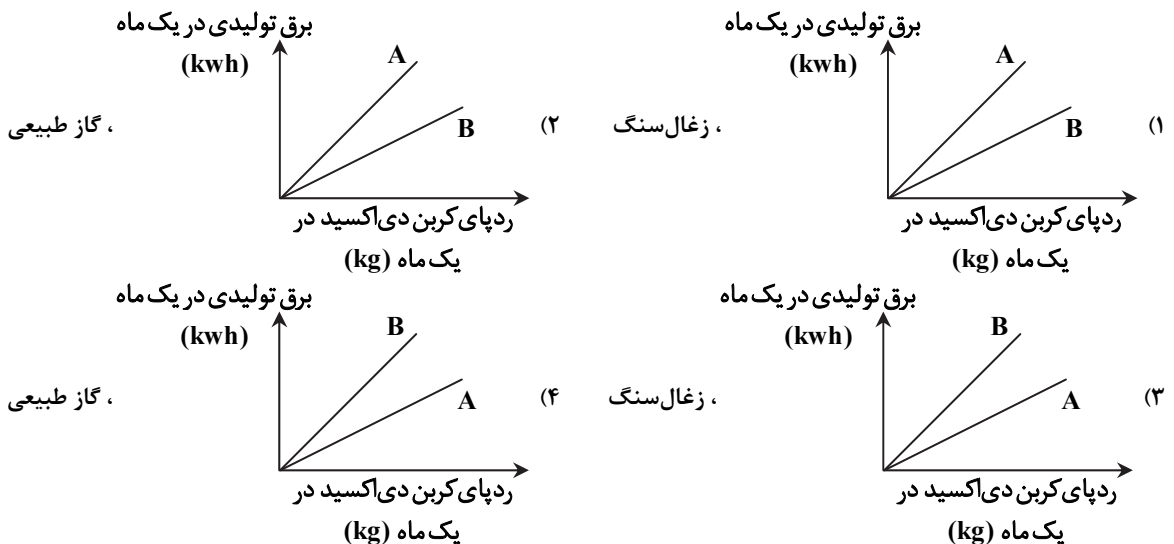 برق تولیدی در یک ماه
(kwh)
A
B
۱) ، زغال‌سنگ
ردپای کربن دی‌اکسید در
یک ماه (kg)
برق تولیدی در یک ماه
(kwh)
A
B
۲) ، گاز طبیعی
ردپای کربن دی‌اکسید در
یک ماه (kg)
برق تولیدی در یک ماه
(kwh)
B
A
۳) ، زغال‌سنگ
ردپای کربن دی‌اکسید در
یک ماه (kg)
برق تولیدی در یک ماه
(kwh)
B
A
۴) ، گاز طبیعی
ردپای کربن دی‌اکسید در
یک ماه (kg)